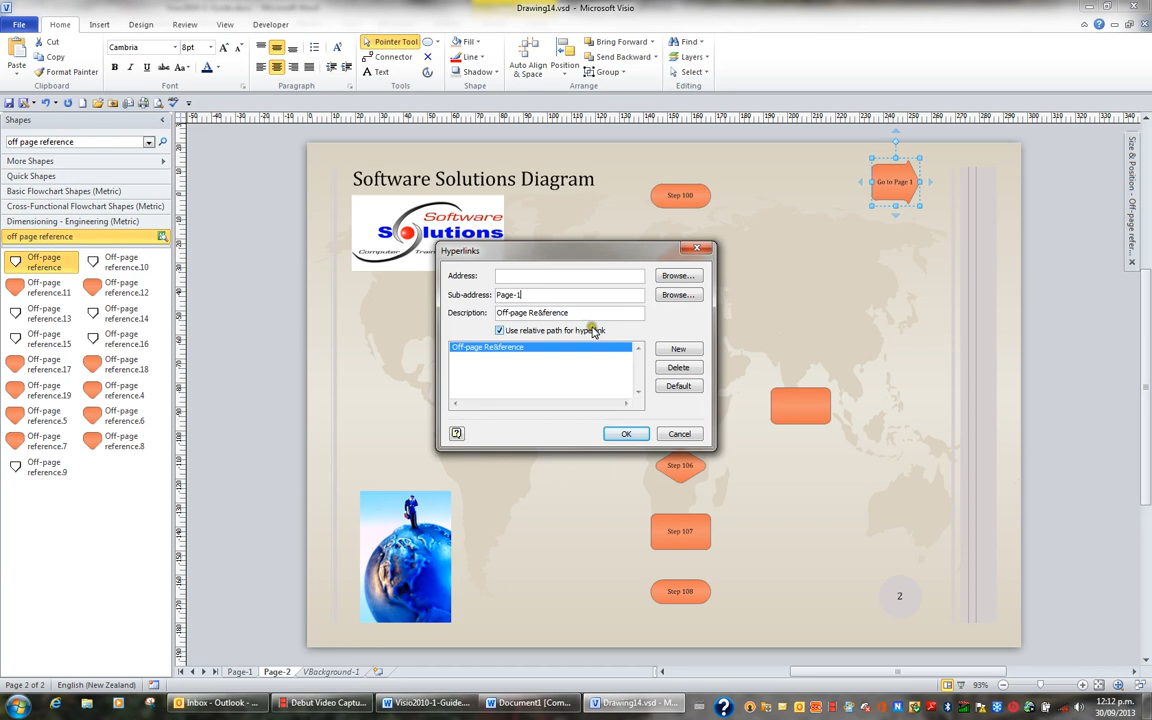 Drawing14.vsd - Microsoft Visio
File Home Insert Design Review View Developer
Cut
Copy
Format Painter
Paste
Clipboard
Cambria 8pt
Font
Paragraph
Pointer Tool
Connector
Text
Tools
Fill
Line
Shadow
Shape
Auto Align & Space
Position
Bring Forward
Send Backward
Group
Arrange
Find
Layers
Select
Editing
Shapes
off page reference
More Shapes
Quick Shapes
Basic Flowchart Shapes (Metric)
Cross-Functional Flowchart Shapes (Metric)
Dimensioning - Engineering (Metric)
off page reference
Off-page reference
Off-page reference.10
Off-page reference.11
Off-page reference.12
Off-page reference.13
Off-page reference.14
Off-page reference.15
Off-page reference.16
Off-page reference.17
Off-page reference.18
Off-page reference.19
Off-page reference.4
Off-page reference.5
Off-page reference.6
Off-page reference.7
Off-page reference.8
Off-page reference.9
Software Solutions Diagram
Software
Solutions
Step 100
Go to Page 1
Hyperlinks
Address:
Browse...
Sub-address: Page-1
Browse...
Description: Off-page Re&ference
Use relative path for hyperlink
Off-page Re&ference
New
Delete
Default
OK
Cancel
Step 106
Step 107
Step 108
2
Size & Position - Off-page refer...
Page-1 Page-2 VBackground-1
Page 2 of 2 English (New Zealand)
93%
Inbox - Outlook - ...
Debut Video Captu...
Visio2010-1-Guide....
Document1 [Com...
Drawing14.vsd - M...
12:12 p.m.
30/09/2013